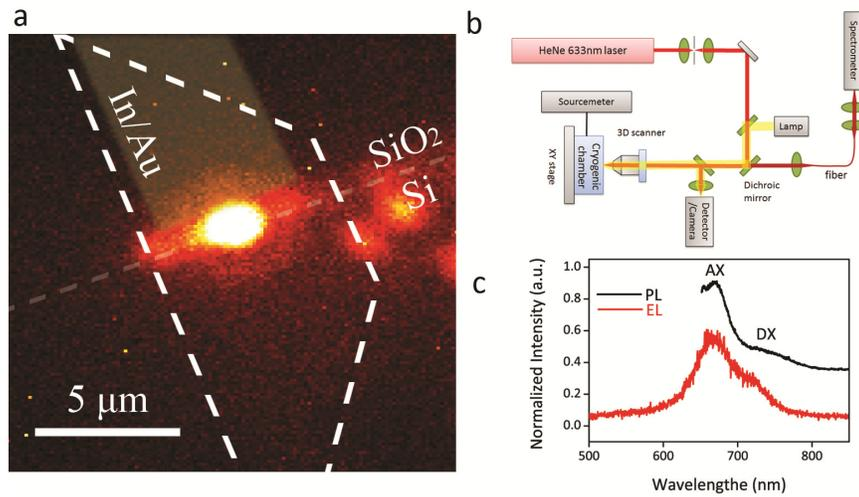 a
In/Au
SiO2
Si
5 μm
b
HeNe 633nm laser
Spectrometer
Sourcemeter
Lamp
3D scanner
XY stage
Cryogenic
chamber
Dichroic
mirror
fiber
Detector
/Camera
c
AX
PL
EL
DX
Normalized Intensity (a.u.)
1.0
0.8
0.6
0.4
0.2
0.0
500 600 700 800
Wavelengthe (nm)